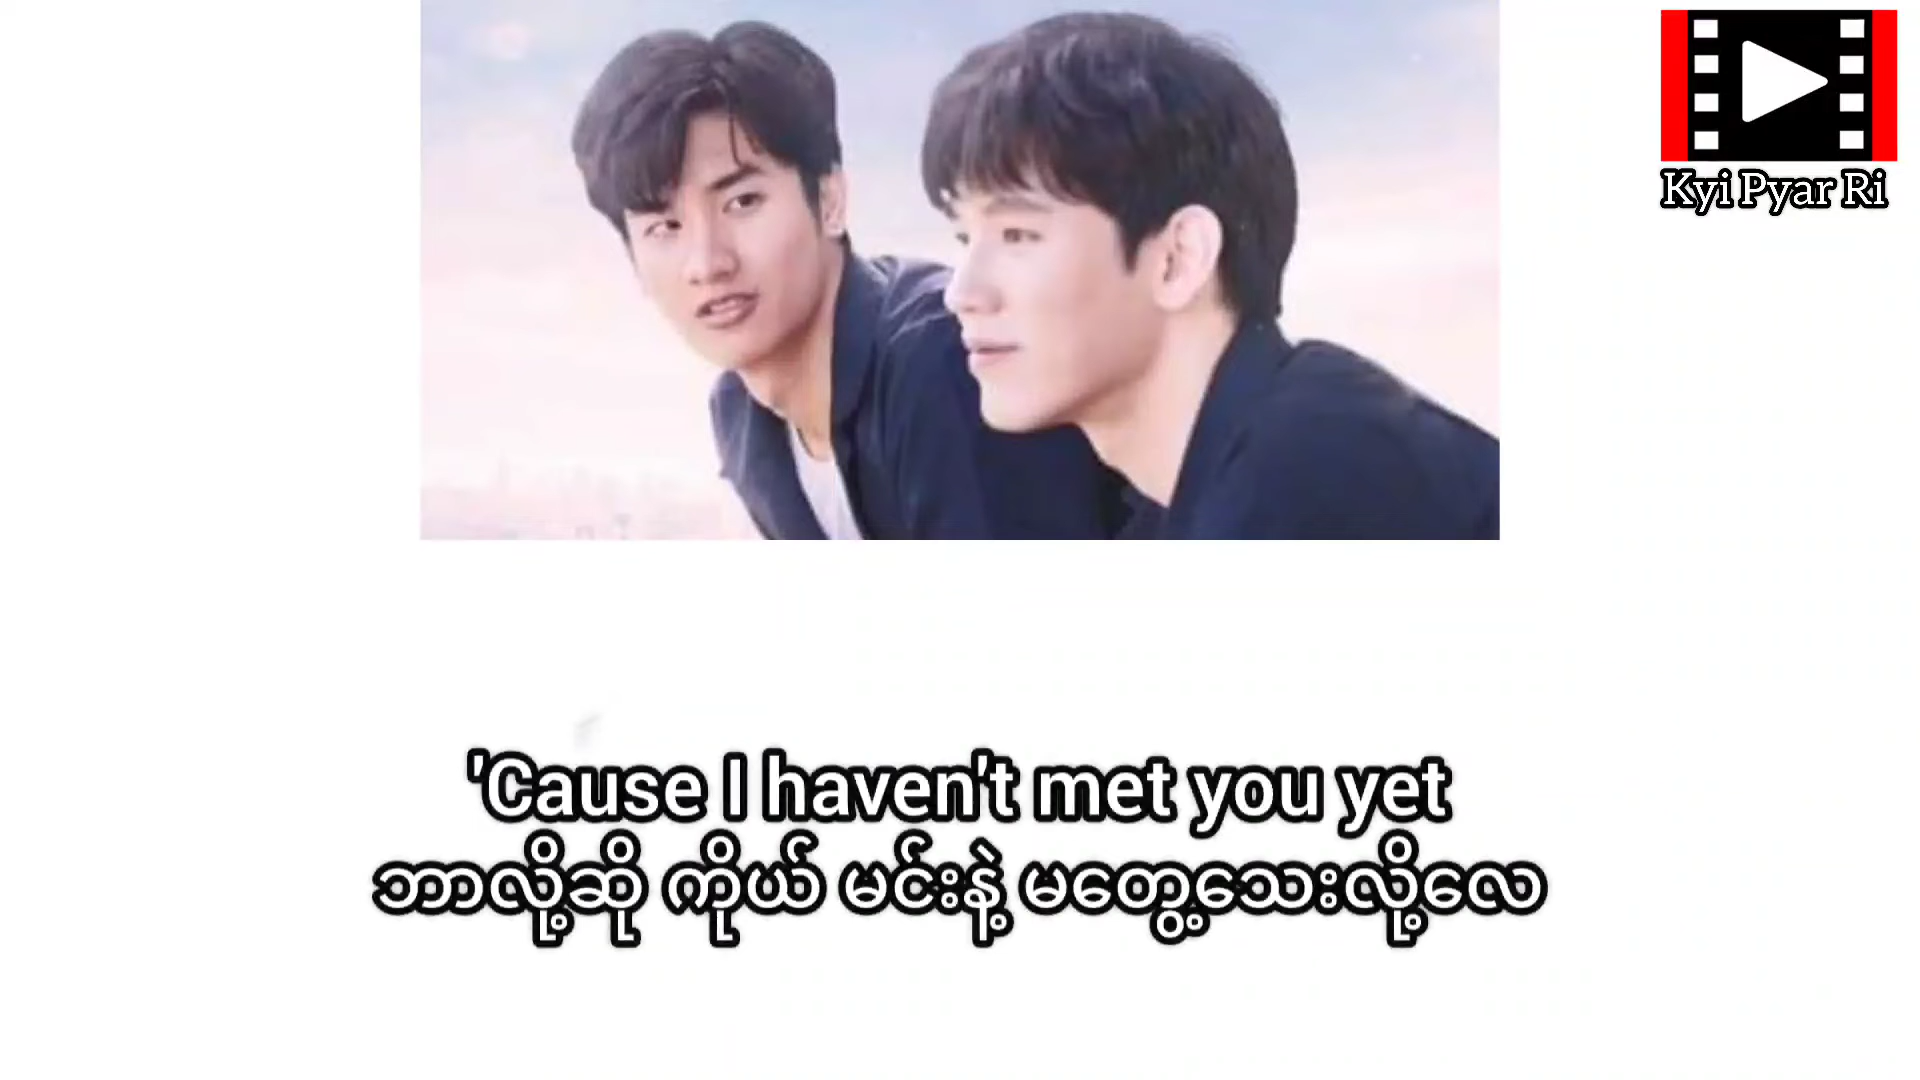 Kyi Pyar Ri
'Cause I haven't met you yet
ဘာလို့ဆို ကိုယ် မင်းနဲ့ မတွေ့သေးလို့လေ